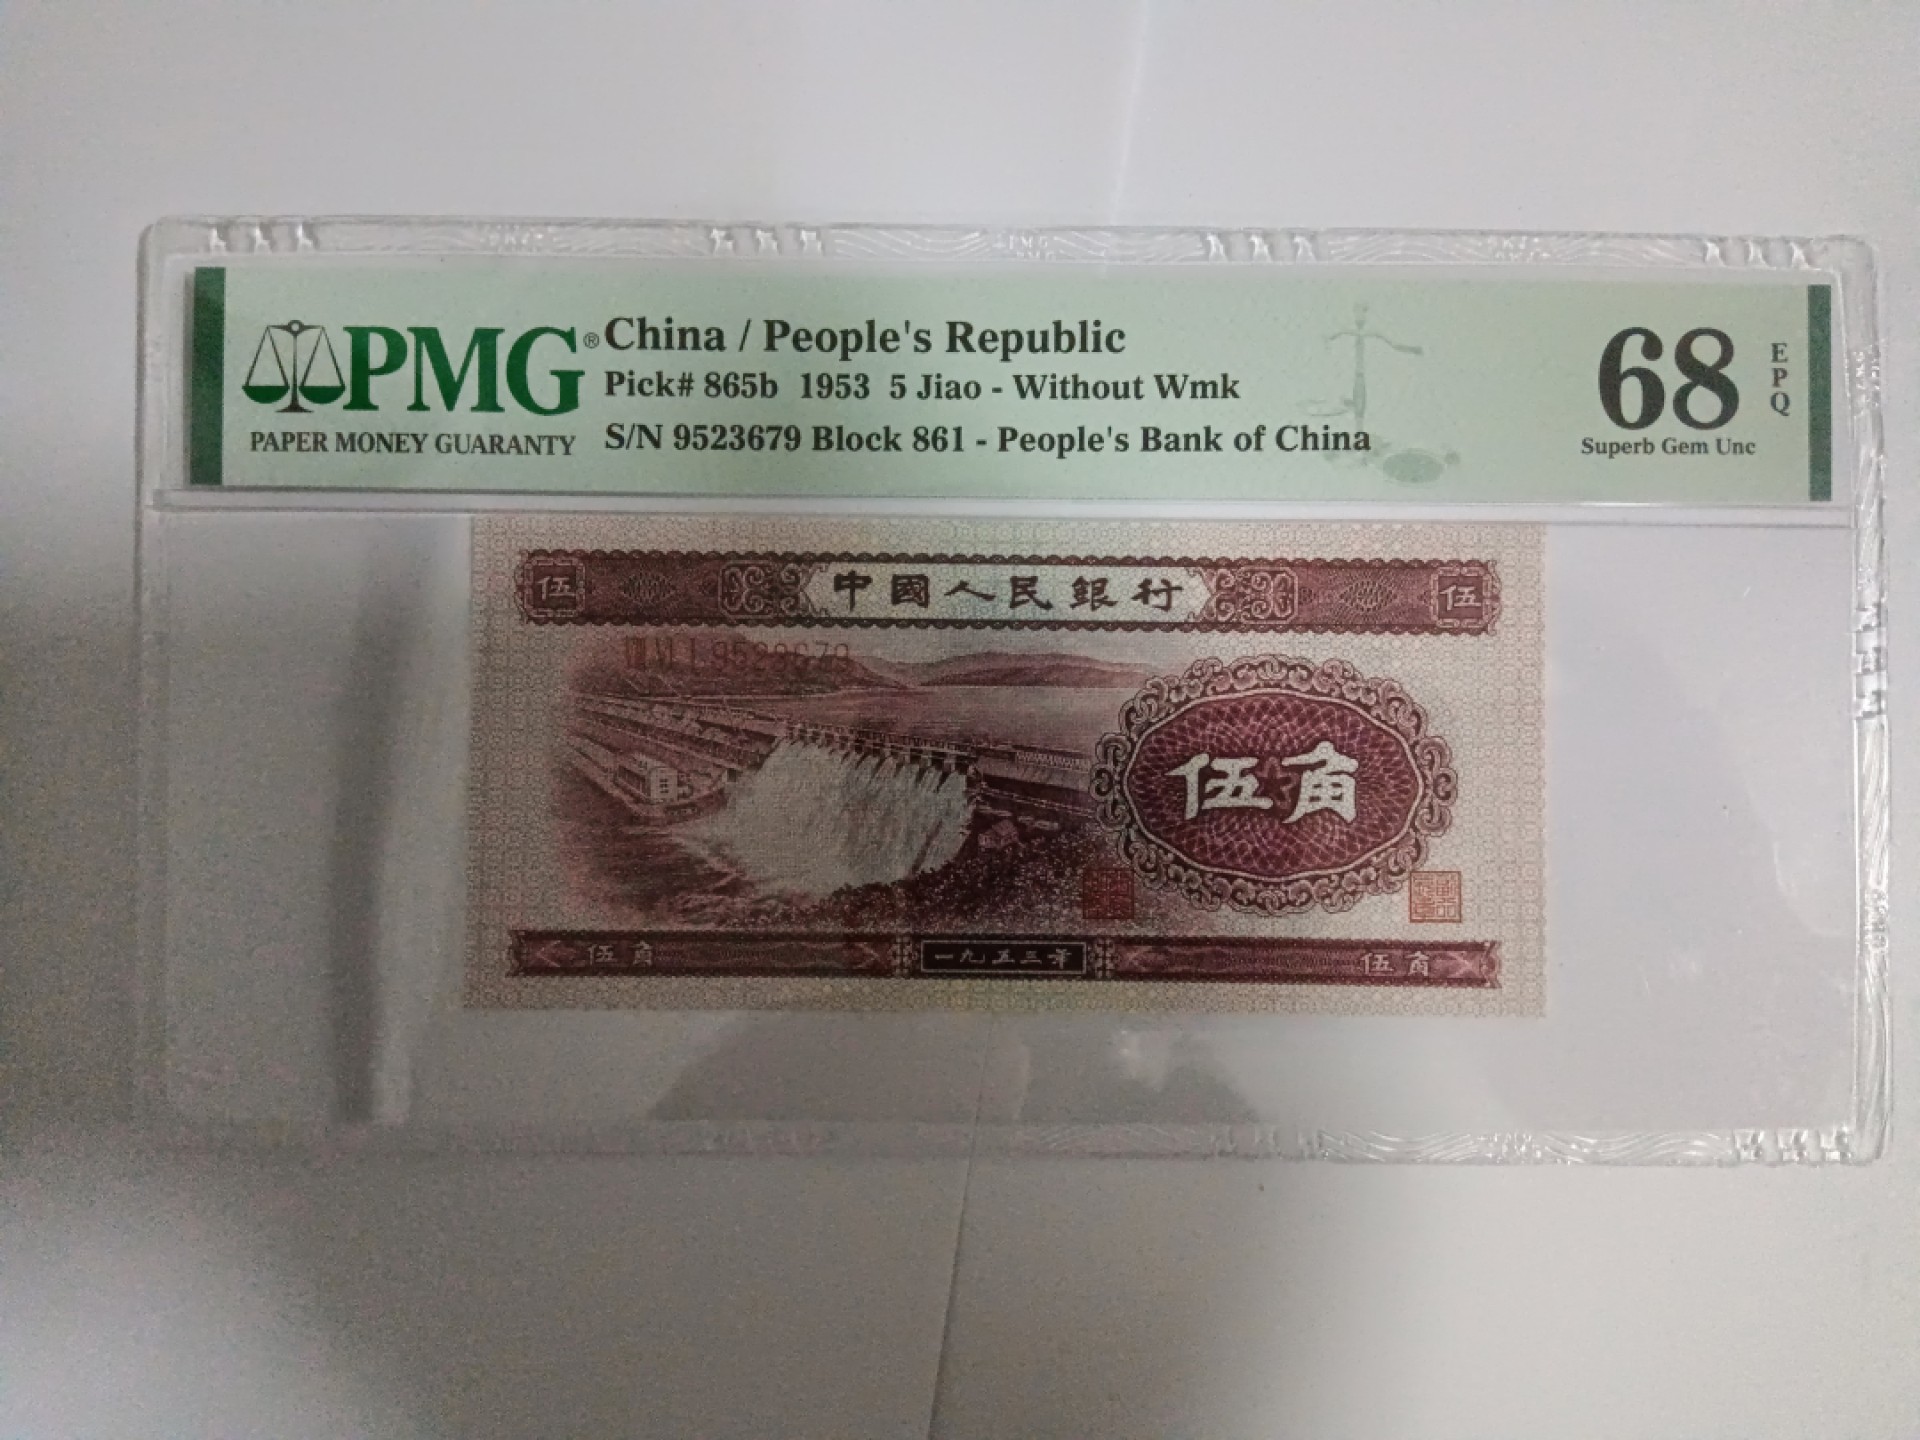 PMG®
PAPER MONEY GUARANTY
China / People's Republic
Pick# 865b 1953 5 Jiao - Without Wmk
S/N 9523679 Block 861 - People's Bank of China
68
EPQ
Superb Gem Unc
伍 中國人民銀行 伍
9523679
伍角
伍角 一九五三年 伍角